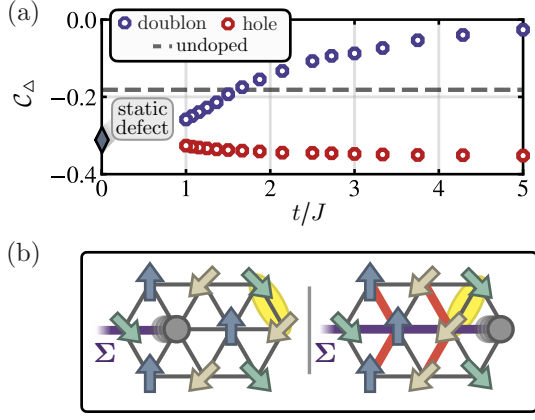 (a)
doublon hole
undoped
0.0
−0.2
−0.4
C△
static
defect
0 1 2 3 4 5
t/J
(b)
Σ Σ